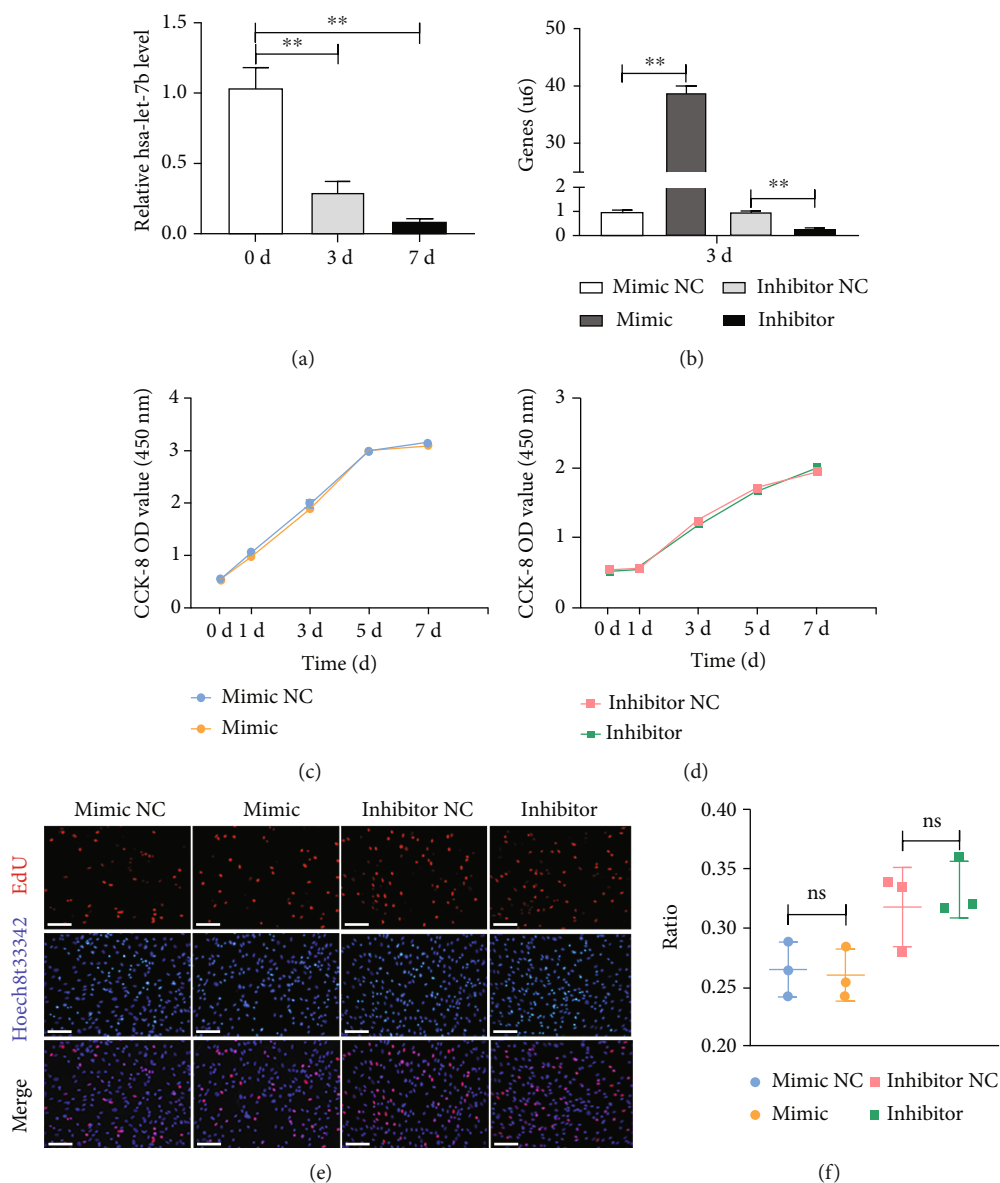 Relative hsa-let-7b level
1.5
1.0
0.5
0.0
**
**
0 d 3 d 7 d
(a)
Genes (u6)
50
40
30
2
1
0
**
**
3 d
Mimic NC Inhibitor NC
Mimic Inhibitor
(b)
CCK-8 OD value (450 nm)
4
3
2
1
0
0 d 1 d 3 d 5 d 7 d
Time (d)
Mimic NC
Mimic
(c)
CCK-8 OD value (450 nm)
3
2
1
0
0 d 1 d 3 d 5 d 7 d
Time (d)
Inhibitor NC
Inhibitor
(d)
Mimic NC Mimic Inhibitor NC Inhibitor
EdU
Hoech8t33342
Merge
(e)
Ratio
0.40
0.35
0.30
0.25
0.20
ns
ns
Mimic NC Inhibitor NC
Mimic Inhibitor
(f)